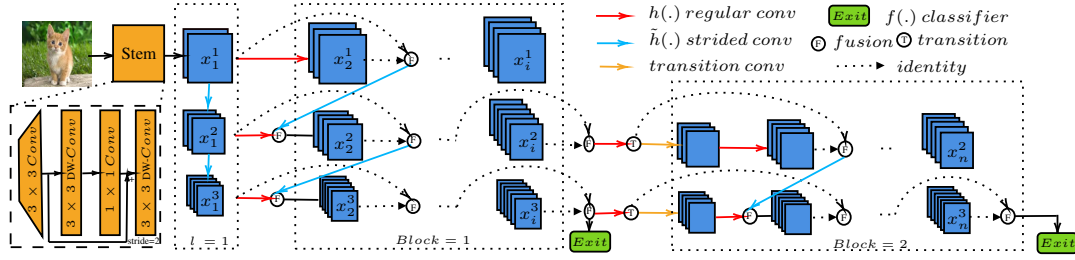 h(.) regular conv
Exit f(.) classifier
h̃(.) strided conv
F fusion T transition
transition conv
identity
Stem
x_1^1
x_2^1
F
x_i^1
x_1^2
F
x_2^2
F
x_i^2
F
T
F
x_n^2
x_1^3
F
x_2^3
F
x_i^3
F
T
F
F
x_n^3
F
3 × 3 Conv
3 × 3 DW-Conv
1 × 1 Conv
3 × 3 DW-Conv
+
stride=2
l = 1
Block = 1
Exit
Block = 2
Exit